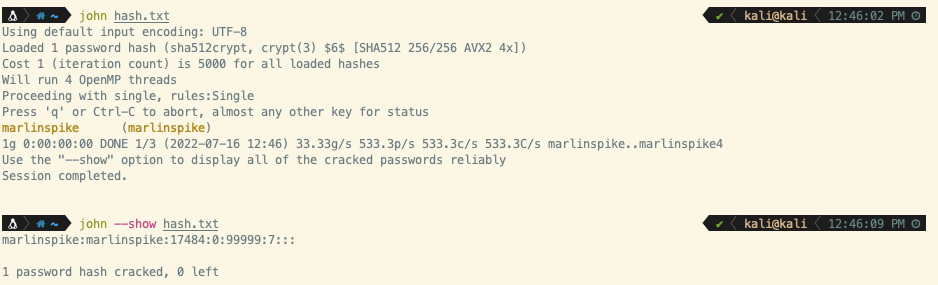 ~ john hash.txt ✔ kali@kali 12:46:02 PM
Using default input encoding: UTF-8
Loaded 1 password hash (sha512crypt, crypt(3) $6$ [SHA512 256/256 AVX2 4x])
Cost 1 (iteration count) is 5000 for all loaded hashes
Will run 4 OpenMP threads
Proceeding with single, rules:Single
Press 'q' or Ctrl-C to abort, almost any other key for status
marlinspike (marlinspike)
1g 0:00:00:00 DONE 1/3 (2022-07-16 12:46) 33.33g/s 533.3p/s 533.3c/s 533.3C/s marlinspike..marlinspike4
Use the "--show" option to display all of the cracked passwords reliably
Session completed.
~ john --show hash.txt ✔ kali@kali 12:46:09 PM
marlinspike:marlinspike:17484:0:99999:7:::
1 password hash cracked, 0 left